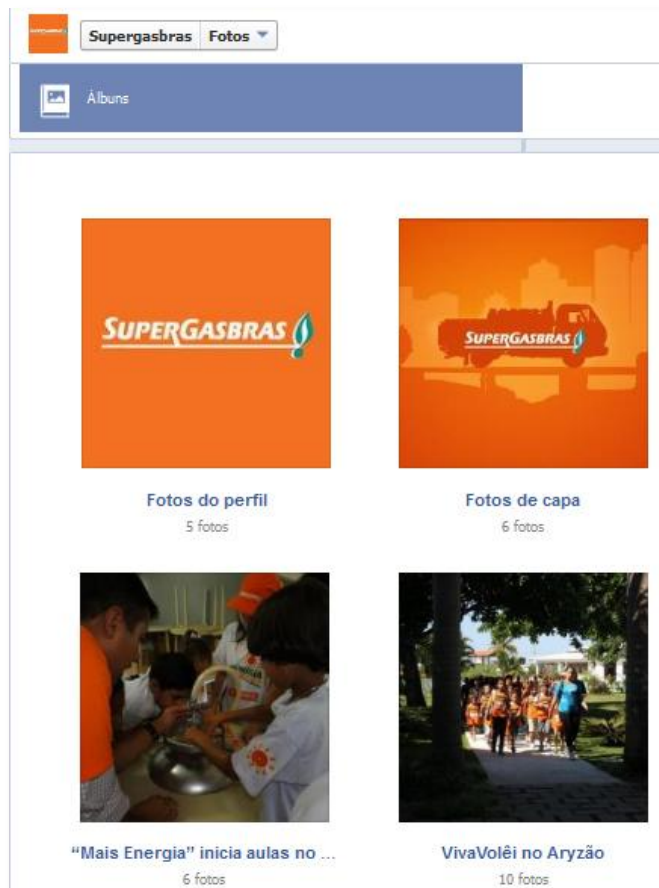 Supergasbras Fotos
Álbuns
SUPERGASBRAS
SUPERGASBRAS
Fotos do perfil
Fotos de capa
5 fotos
6 fotos
“Mais Energia” inicia aulas no ...
VivaVolêi no Aryzão
6 fotos
10 fotos